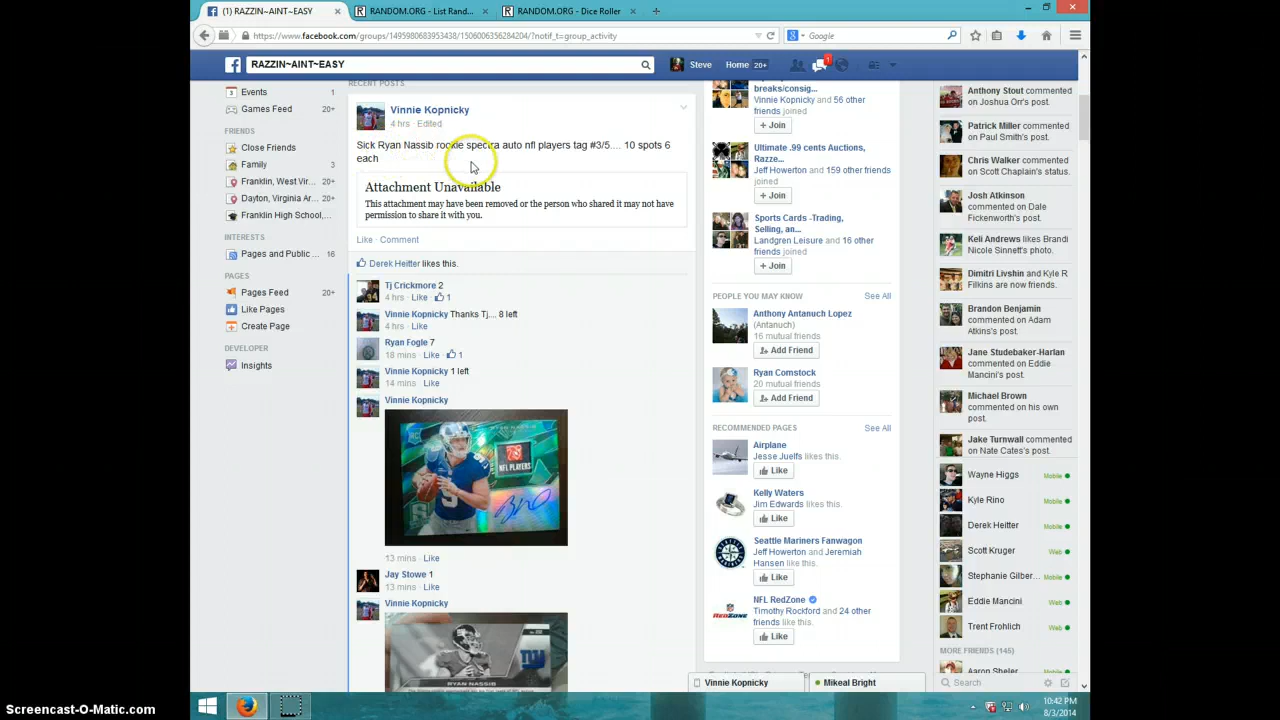 (1) RAZZIN~AINT~EASY
RANDOM.ORG - List Rand...
RANDOM.ORG - Dice Roller
https://www.facebook.com/groups/1495980683953438/1506006356284204/?notif_t=group_activity
Google
RAZZIN~AINT~EASY
Steve
Home 20+
1
Events 1
Games Feed 20+
FRIENDS
Close Friends
Family 3
Franklin, West Vir... 20+
Dayton, Virginia Ar... 20+
Franklin High School,...
INTERESTS
Pages and Public ... 16
PAGES
Pages Feed 20+
Like Pages
Create Page
DEVELOPER
Insights
RECENT POSTS
Vinnie Kopnicky
4 hrs · Edited
Sick Ryan Nassib rookie spectra auto nfl players tag #3/5.... 10 spots 6
each
Attachment Unavailable
This attachment may have been removed or the person who shared it may not have
permission to share it with you.
Like · Comment
Derek Heitter likes this.
Tj Crickmore 2
4 hrs · Like · 1
Vinnie Kopnicky Thanks Tj.... 8 left
4 hrs · Like
Ryan Fogle 7
18 mins · Like · 1
Vinnie Kopnicky 1 left
14 mins · Like
Vinnie Kopnicky
NFL PLAYERS
13 mins · Like
Jay Stowe 1
13 mins · Like
Vinnie Kopnicky
RYAN NASSIB
breaks/consig...
Vinnie Kopnicky and 56 other
friends joined
+ Join
Ultimate .99 cents Auctions,
Razze...
Jeff Howerton and 159 other friends
joined
+ Join
Sports Cards -Trading,
Selling, an...
Landgren Leisure and 16 other
friends joined
+ Join
PEOPLE YOU MAY KNOW See All
Anthony Antanuch Lopez
(Antanuch)
16 mutual friends
Add Friend
Ryan Comstock
20 mutual friends
Add Friend
RECOMMENDED PAGES See All
Airplane
Jesse Juelfs likes this.
Like
Kelly Waters
Jim Edwards likes this.
Like
Seattle Mariners Fanwagon
Jeff Howerton and Jeremiah
Hansen like this.
Like
NFL RedZone
Timothy Rockford and 24 other
friends like this.
Like
Anthony Stout commented
on Joshua Orr's post.
Patrick Miller commented
on Paul Smith's post.
Chris Walker commented
on Scott Chaplain's status.
Josh Atkinson
commented on Dale
Fickenworth's post.
Keli Andrews likes Brandi
Nicole Sinnett's photo.
Dimitri Livshin and Kyle R
Filkins are now friends.
Brandon Benjamin
commented on Adam
Atkins's post.
Jane Studebaker-Harlan
commented on Eddie
Mancini's post.
Michael Brown
commented on his own
post.
Jake Turnwall commented
on Nate Cates's post.
Wayne Higgs Mobile
Kyle Rino Mobile
Derek Heitter Mobile
Scott Kruger Web
Stephanie Gilber... Mobile
Eddie Mancini Web
Trent Frohlich Web
MORE FRIENDS (145)
Aaron Sheler
Search
Vinnie Kopnicky
Mikeal Bright
10:42 PM
8/3/2014
Screencast-O-Matic.com